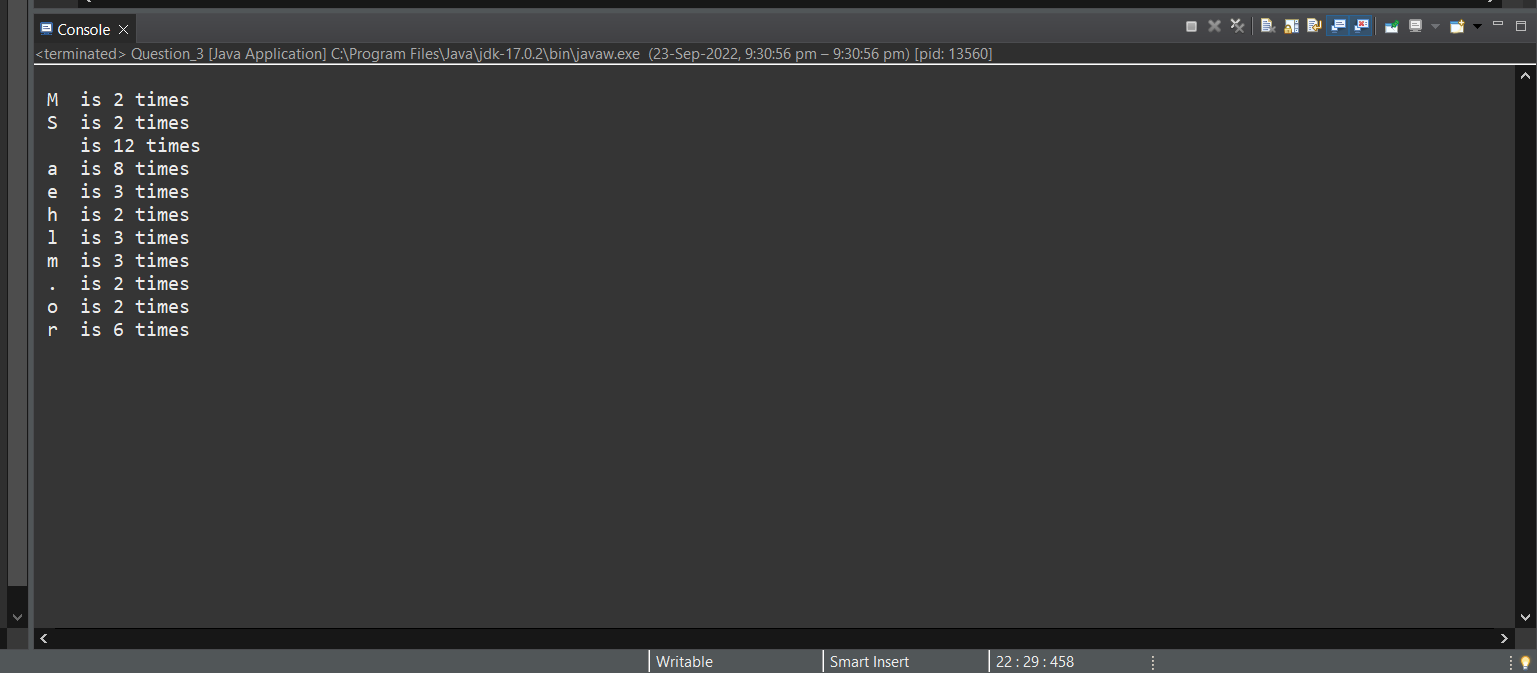 Console
<terminated> Question_3 [Java Application] C:\Program Files\Java\jdk-17.0.2\bin\javaw.exe  (23-Sep-2022, 9:30:56 pm – 9:30:56 pm) [pid: 13560]
M  is 2 times
S  is 2 times
   is 12 times
a  is 8 times
e  is 3 times
h  is 2 times
l  is 3 times
m  is 3 times
.  is 2 times
o  is 2 times
r  is 6 times
Writable
Smart Insert
22 : 29 : 458